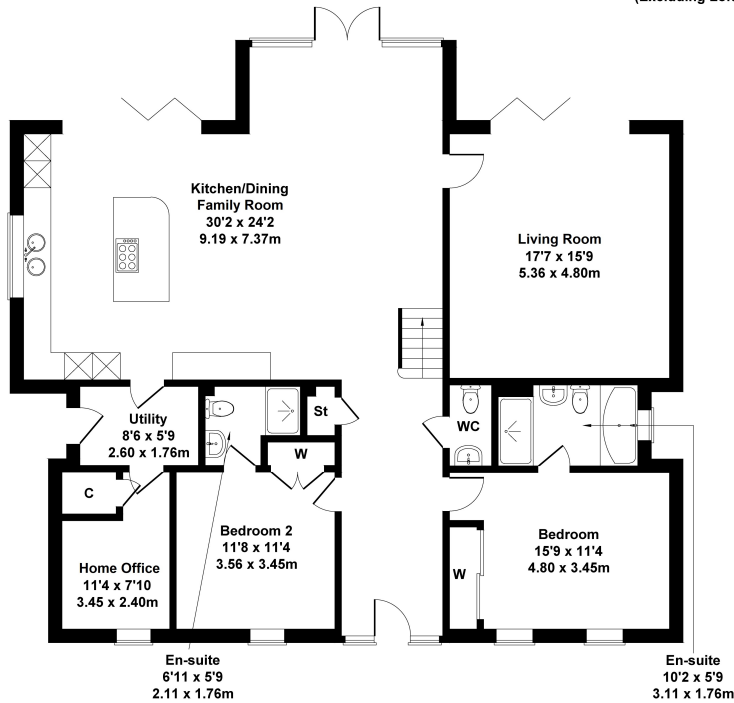 Kitchen/Dining
Family Room
30'2 x 24'2
9.19 x 7.37m
Living Room
17'7 x 15'9
5.36 x 4.80m
Utility
8'6 x 5'9
2.60 x 1.76m
St
WC
W
C
Bedroom 2
11'8 x 11'4
3.56 x 3.45m
Bedroom
15'9 x 11'4
4.80 x 3.45m
W
Home Office
11'4 x 7'10
3.45 x 2.40m
En-suite
6'11 x 5'9
2.11 x 1.76m
En-suite
10'2 x 5'9
3.11 x 1.76m